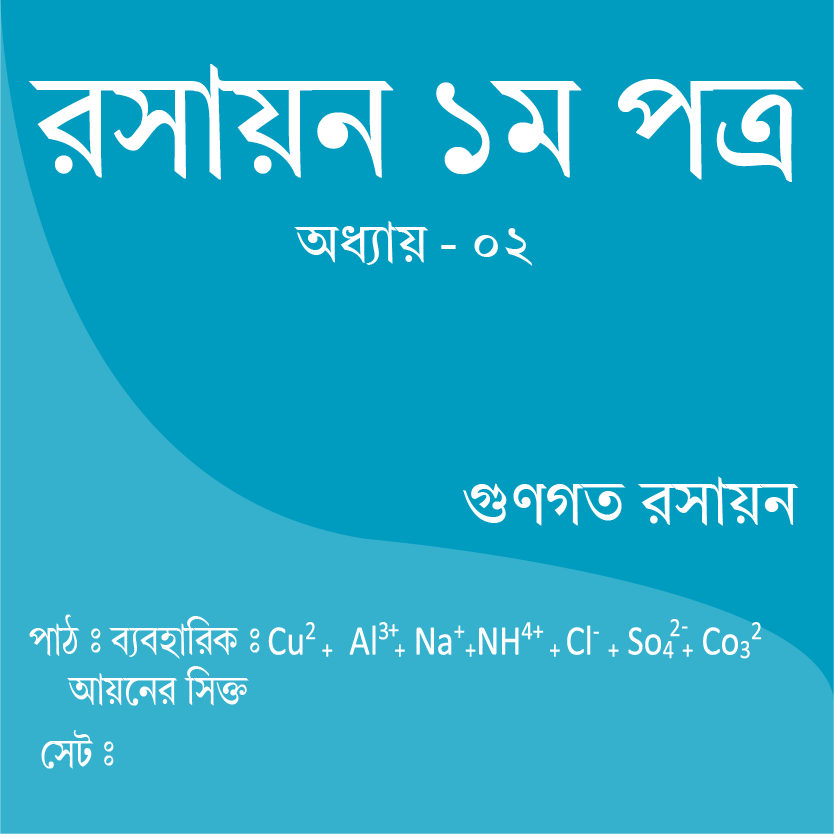 রসায়ন ১ম পত্র
অধ্যায় - ০২
গুণগত রসায়ন
পাঠ ঃ ব্যবহারিক ঃ Cu² + Al³⁺+ Na⁺+NH⁴⁺ + Cl⁻ + So₄²⁻+ Co₃²
আয়নের সিক্ত
সেট ঃ